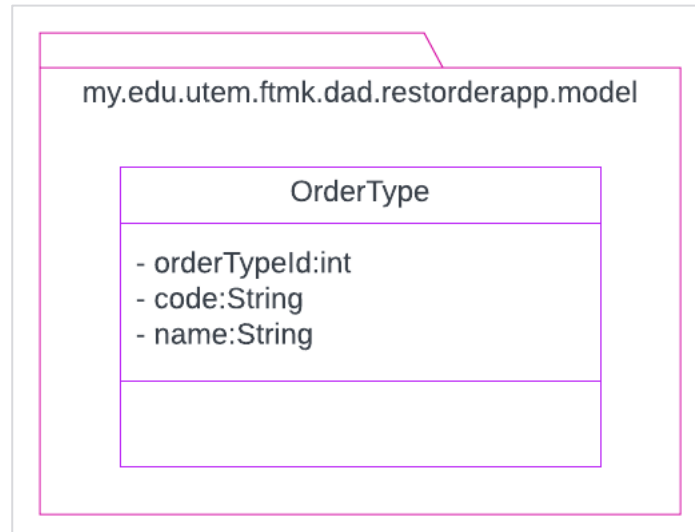 my.edu.utem.ftmk.dad.restorderapp.model
OrderType
- orderTypeId:int
- code:String
- name:String